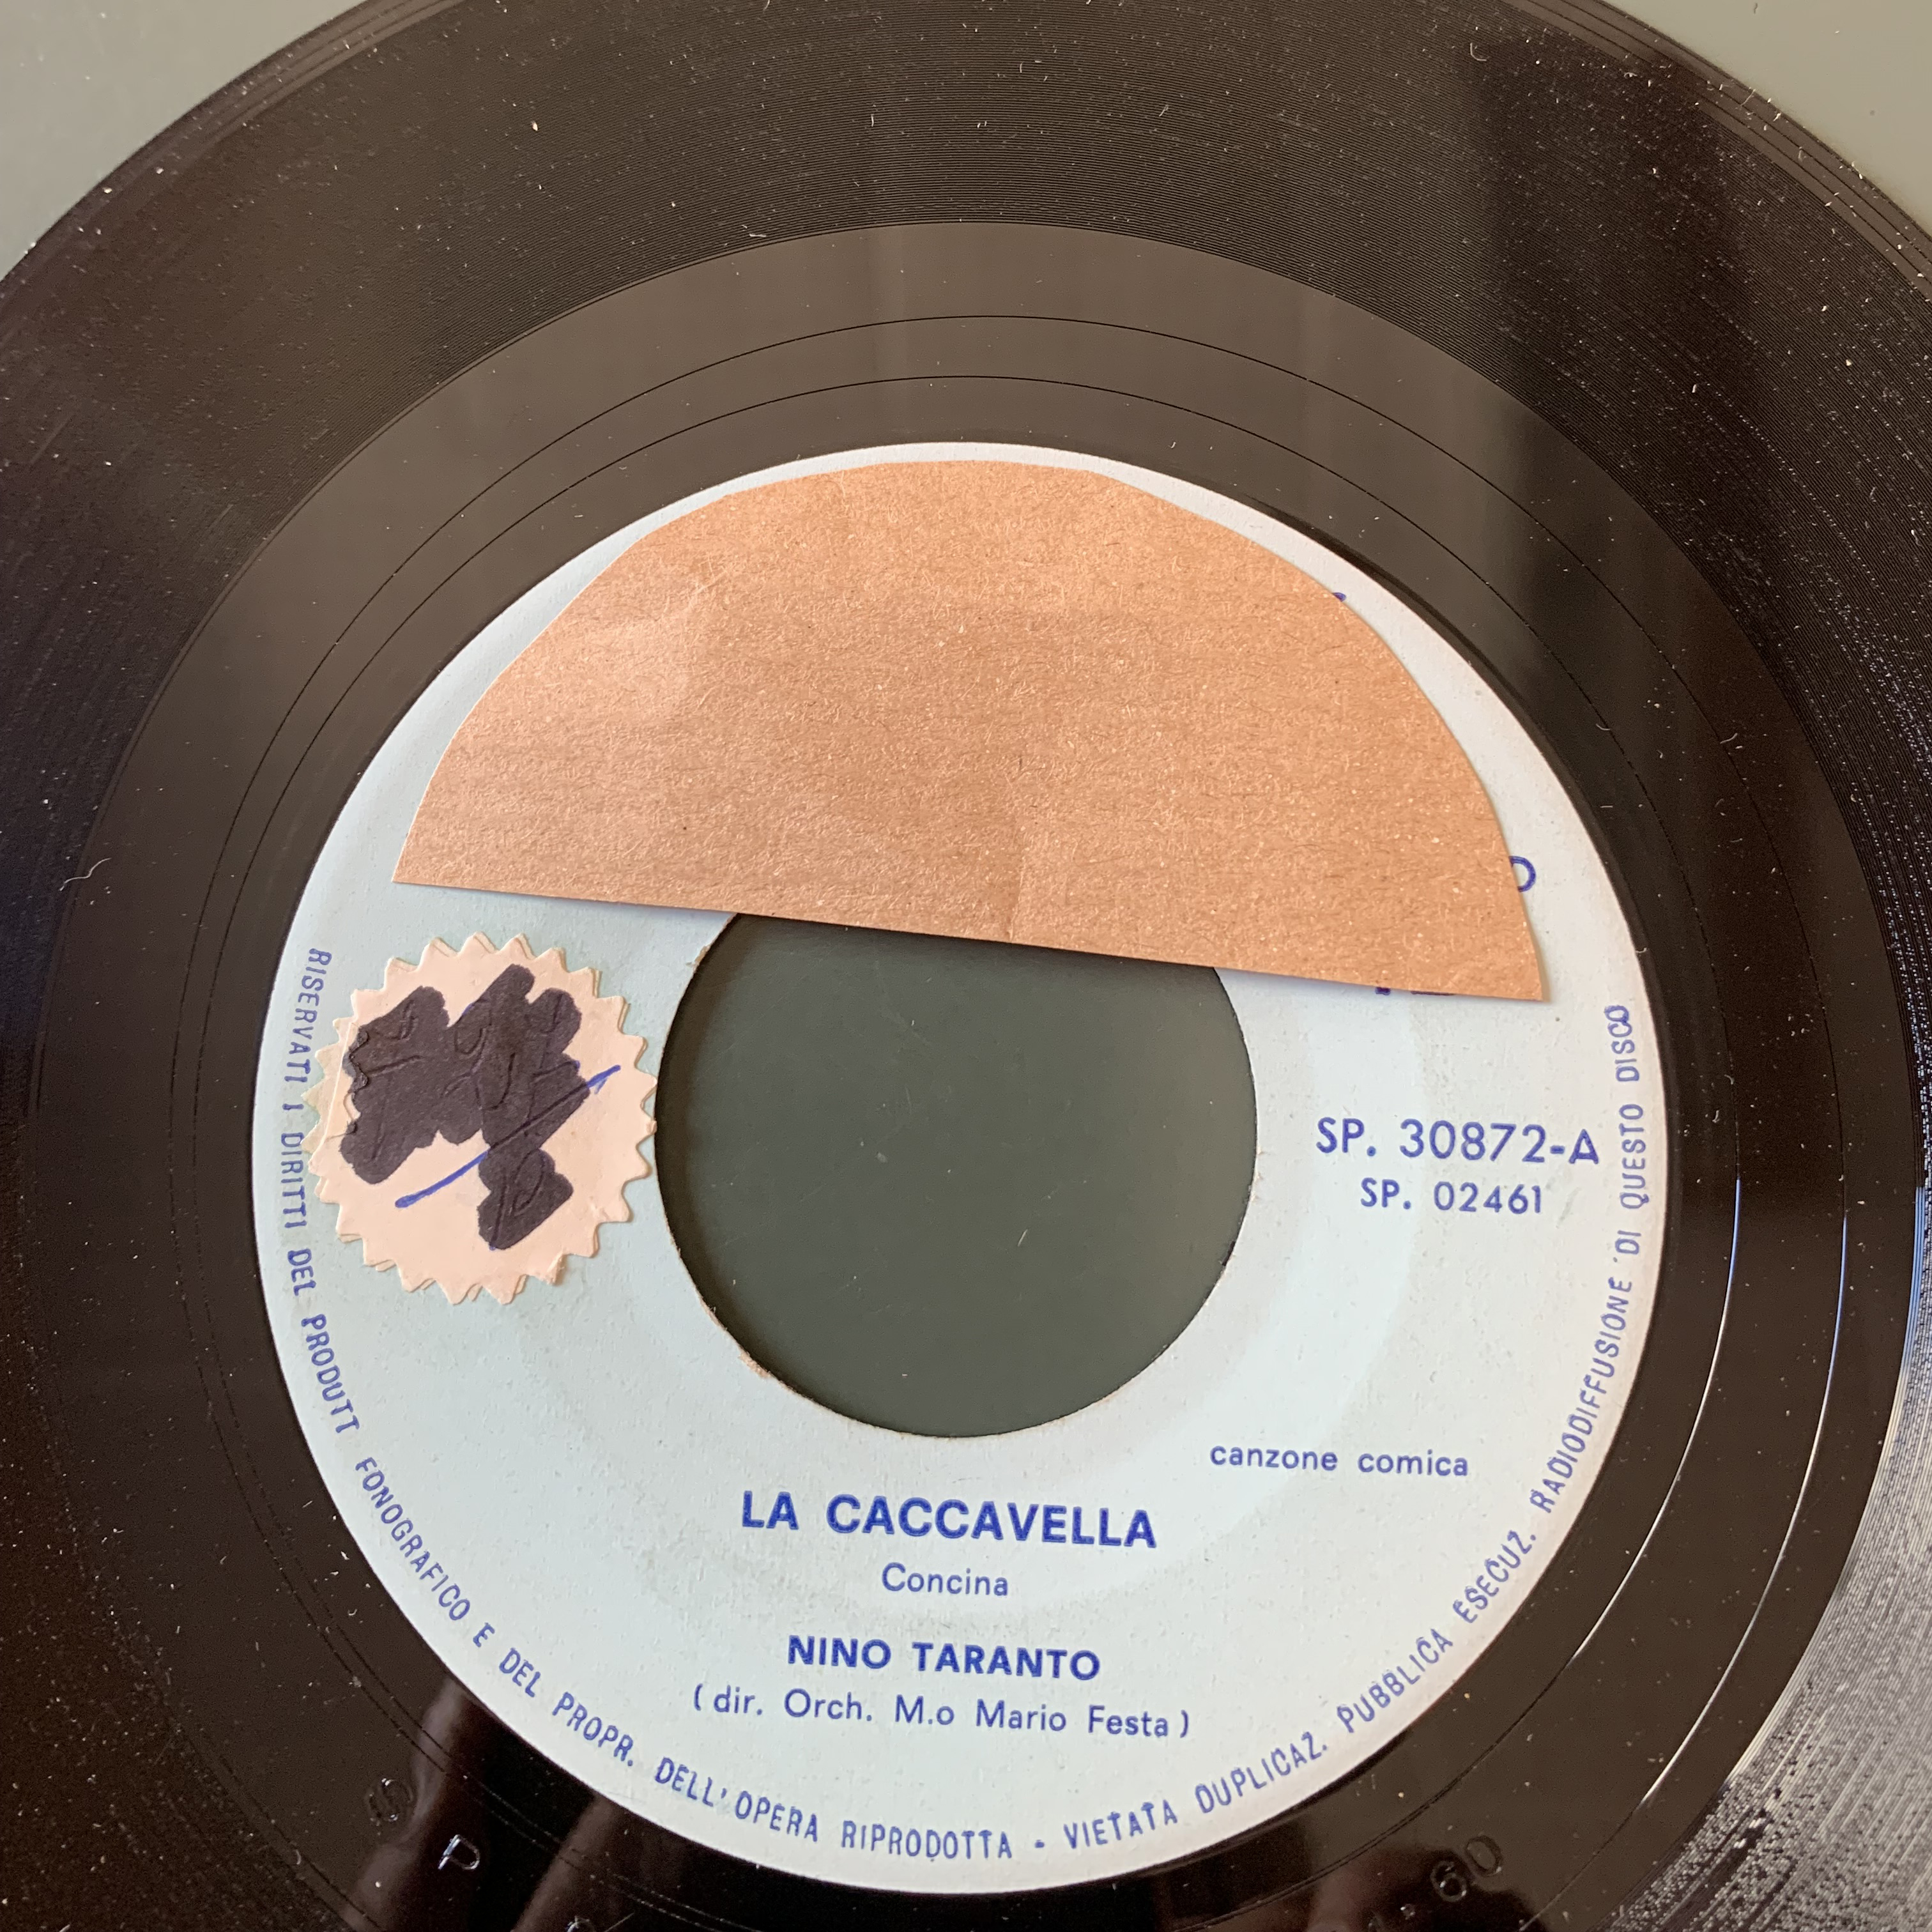 SP. 30872-A
SP. 02461
canzone comica
LA CACCAVELLA
Concina
NINO TARANTO
( dir. Orch. M.o Mario Festa )
RISERVATI I DIRITTI DEL PRODUTT FONOGRAFICO E DEL PROPR. DELL'OPERA RIPRODOTTA - VIETATA DUPLICAZ. PUBBLICA ESECUZ. RADIODIFFUSIONE DI QUESTO DISCO
S P
60